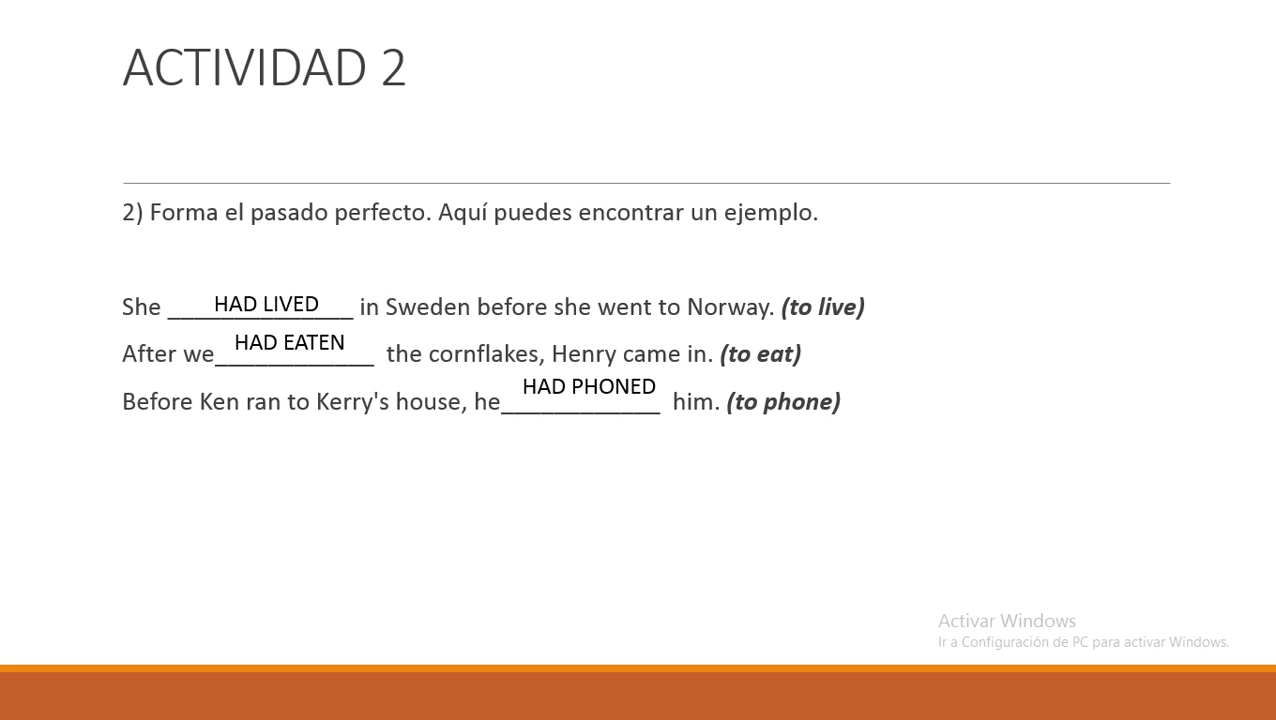 ACTIVIDAD 2
2) Forma el pasado perfecto. Aquí puedes encontrar un ejemplo.
She HAD LIVED in Sweden before she went to Norway. (to live)
After we HAD EATEN the cornflakes, Henry came in. (to eat)
Before Ken ran to Kerry's house, he HAD PHONED him. (to phone)
Activar Windows
Ir a Configuración de PC para activar Windows.